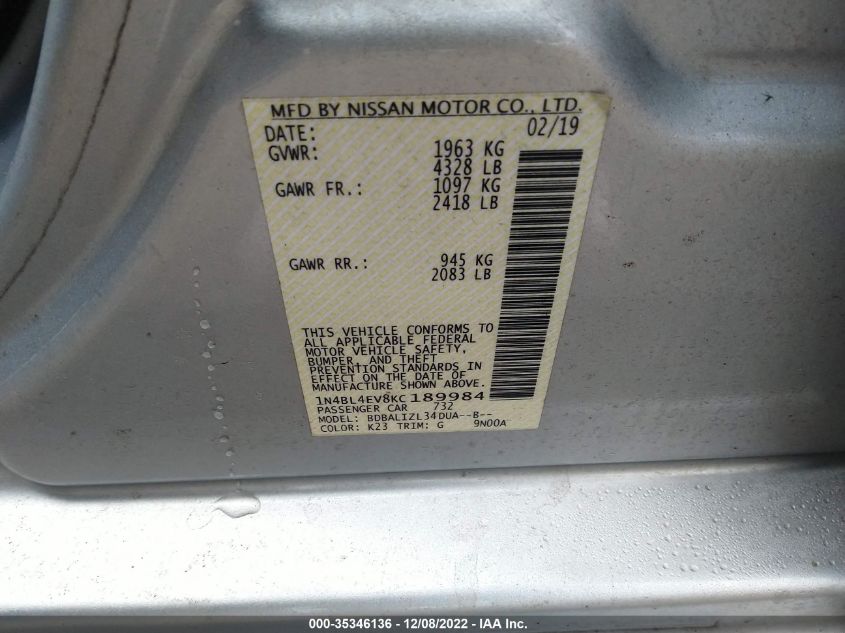 MFD BY NISSAN MOTOR CO., LTD.
DATE: 02/19
GVWR: 1963 KG
4328 LB
GAWR FR.: 1097 KG
2418 LB
GAWR RR.: 945 KG
2083 LB
THIS VEHICLE CONFORMS TO
ALL APPLICABLE FEDERAL
MOTOR VEHICLE SAFETY,
BUMPER, AND THEFT
PREVENTION STANDARDS IN
EFFECT ON THE DATE OF
MANUFACTURE SHOWN ABOVE.
1N4BL4EV8KC189984
PASSENGER CAR 732
MODEL: BDBALIZL34DUA--B--
COLOR: K23 TRIM: G 9N00A
000-35346136 - 12/08/2022 - IAA Inc.